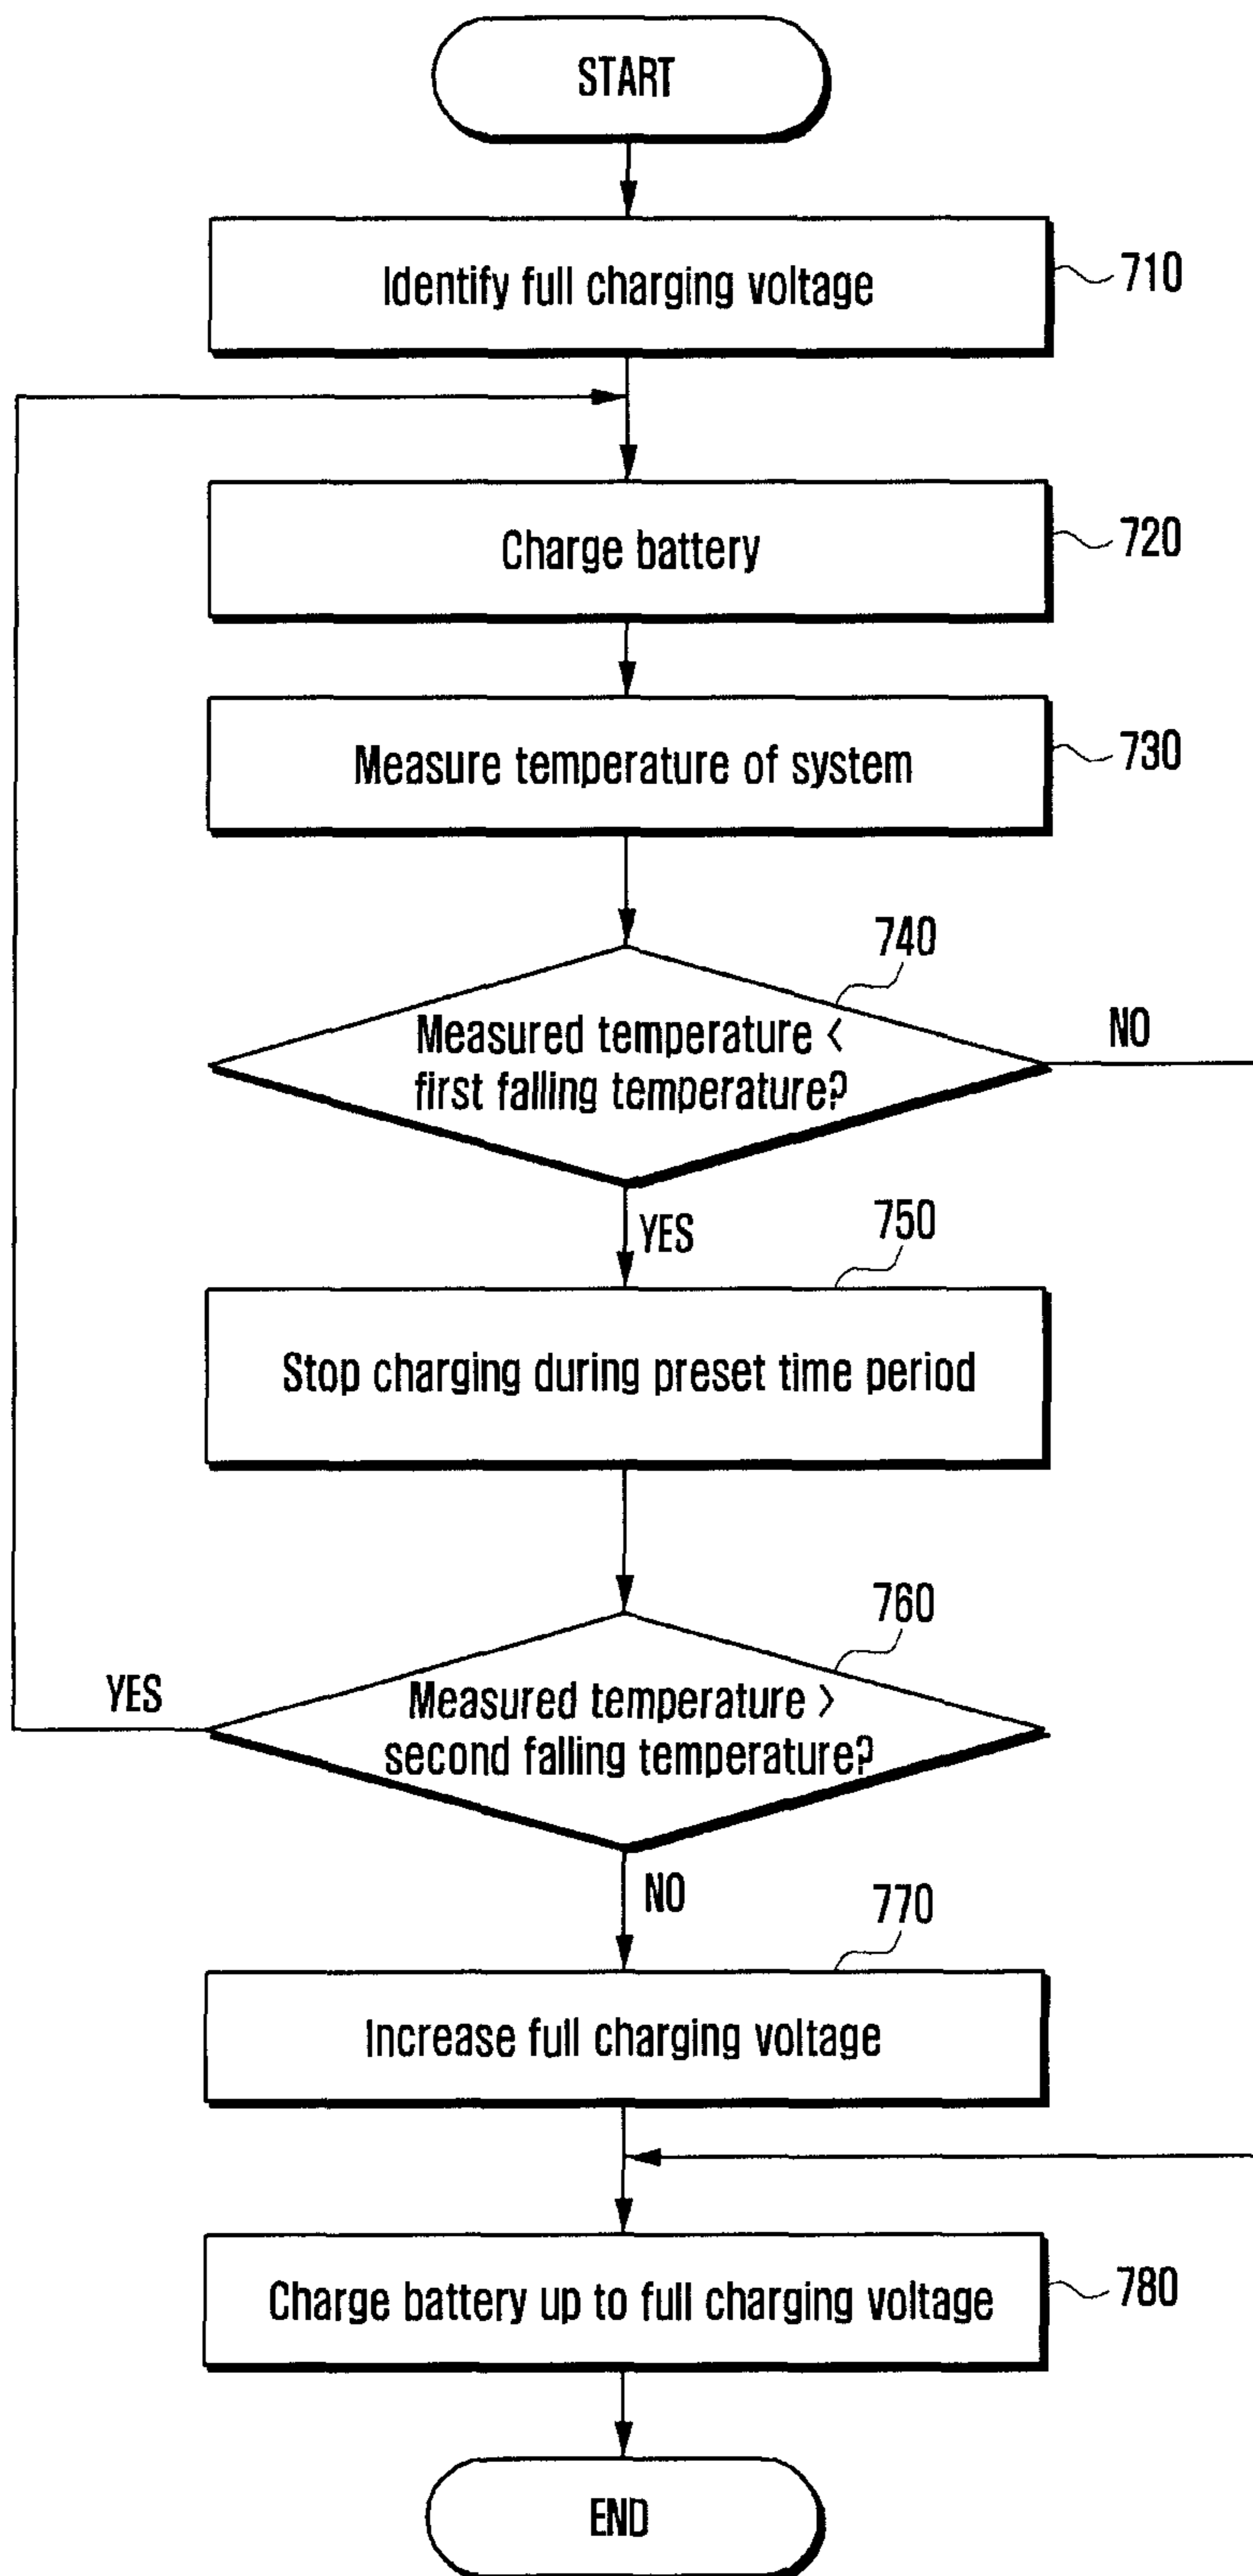 START
Identify full charging voltage
710
Charge battery
720
Measure temperature of system
730
740
Measured temperature <
first falling temperature?
NO
YES
750
Stop charging during preset time period
760
YES
Measured temperature >
second falling temperature?
NO
770
Increase full charging voltage
Charge battery up to full charging voltage
780
END